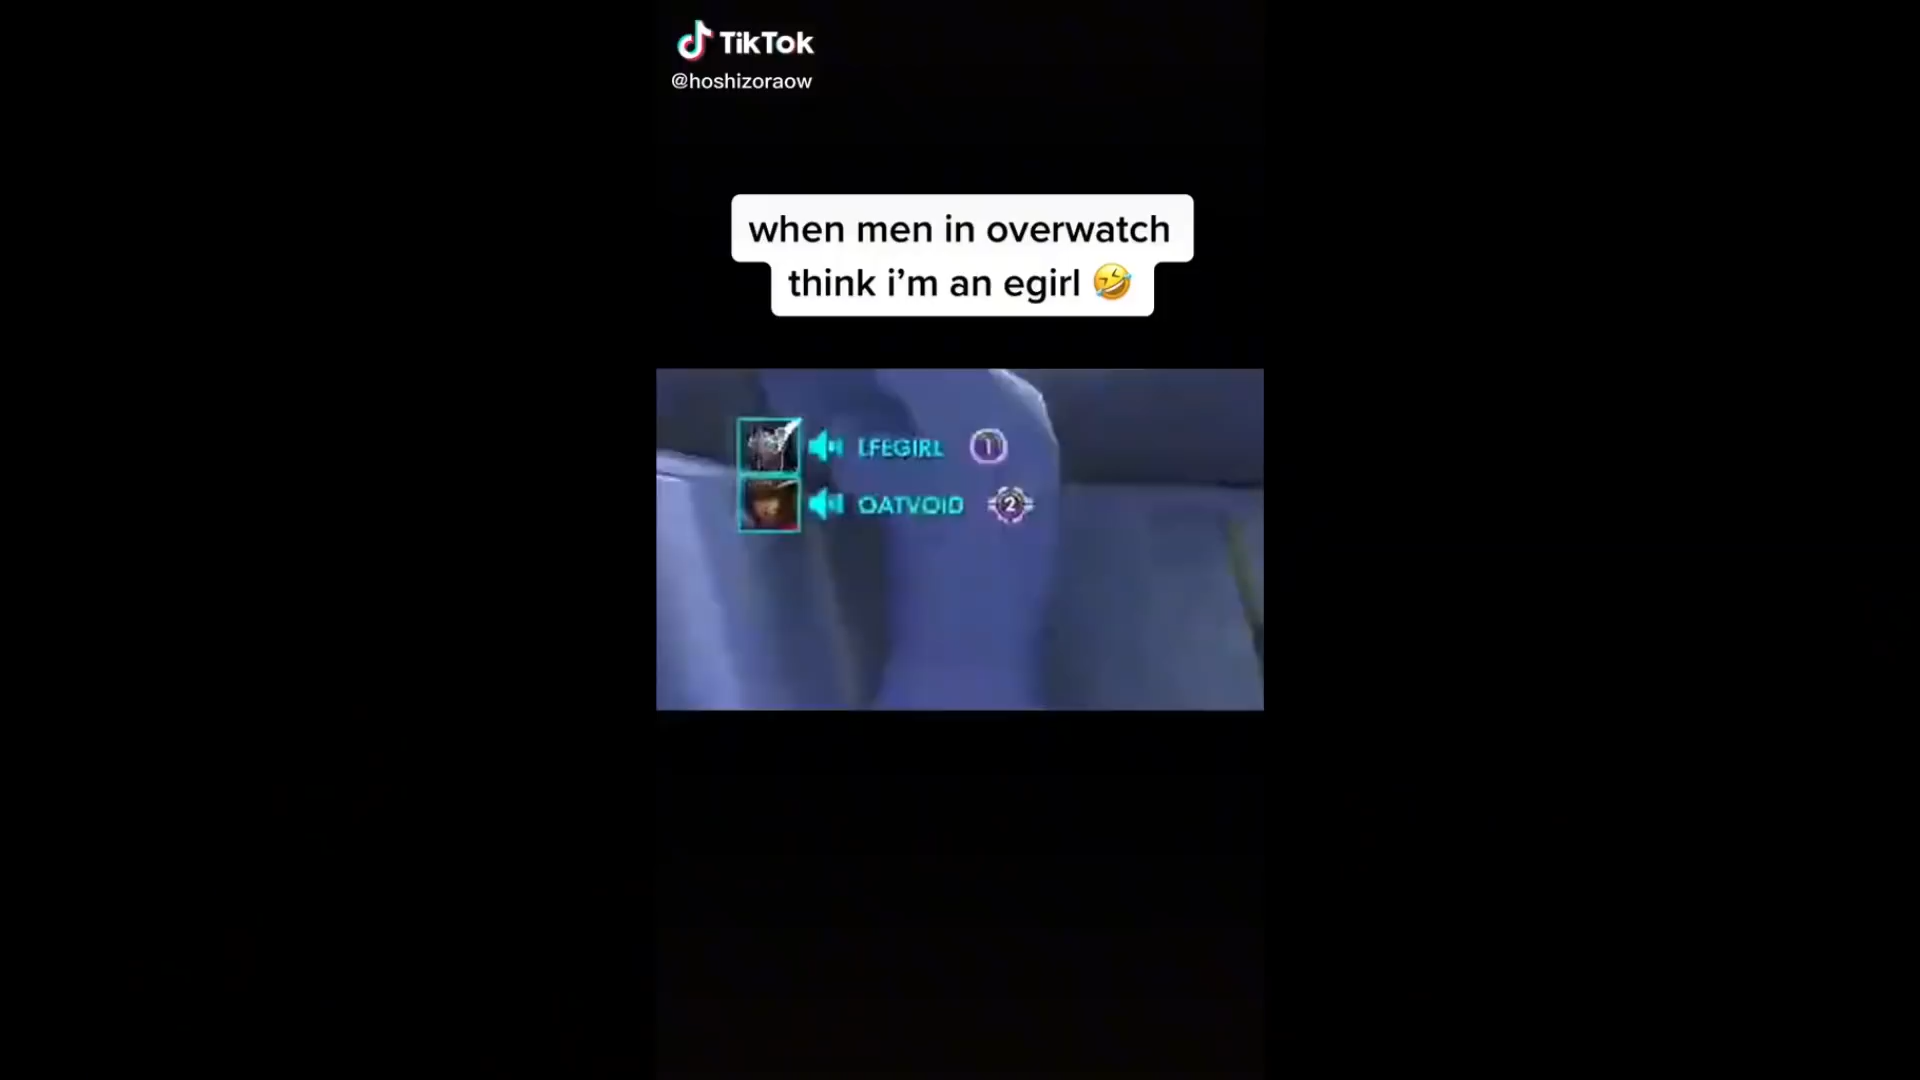 TikTok
@hoshizoraow
when men in overwatch
think i’m an egirl 🤣
LFEGIRL 1
OATVOID 2